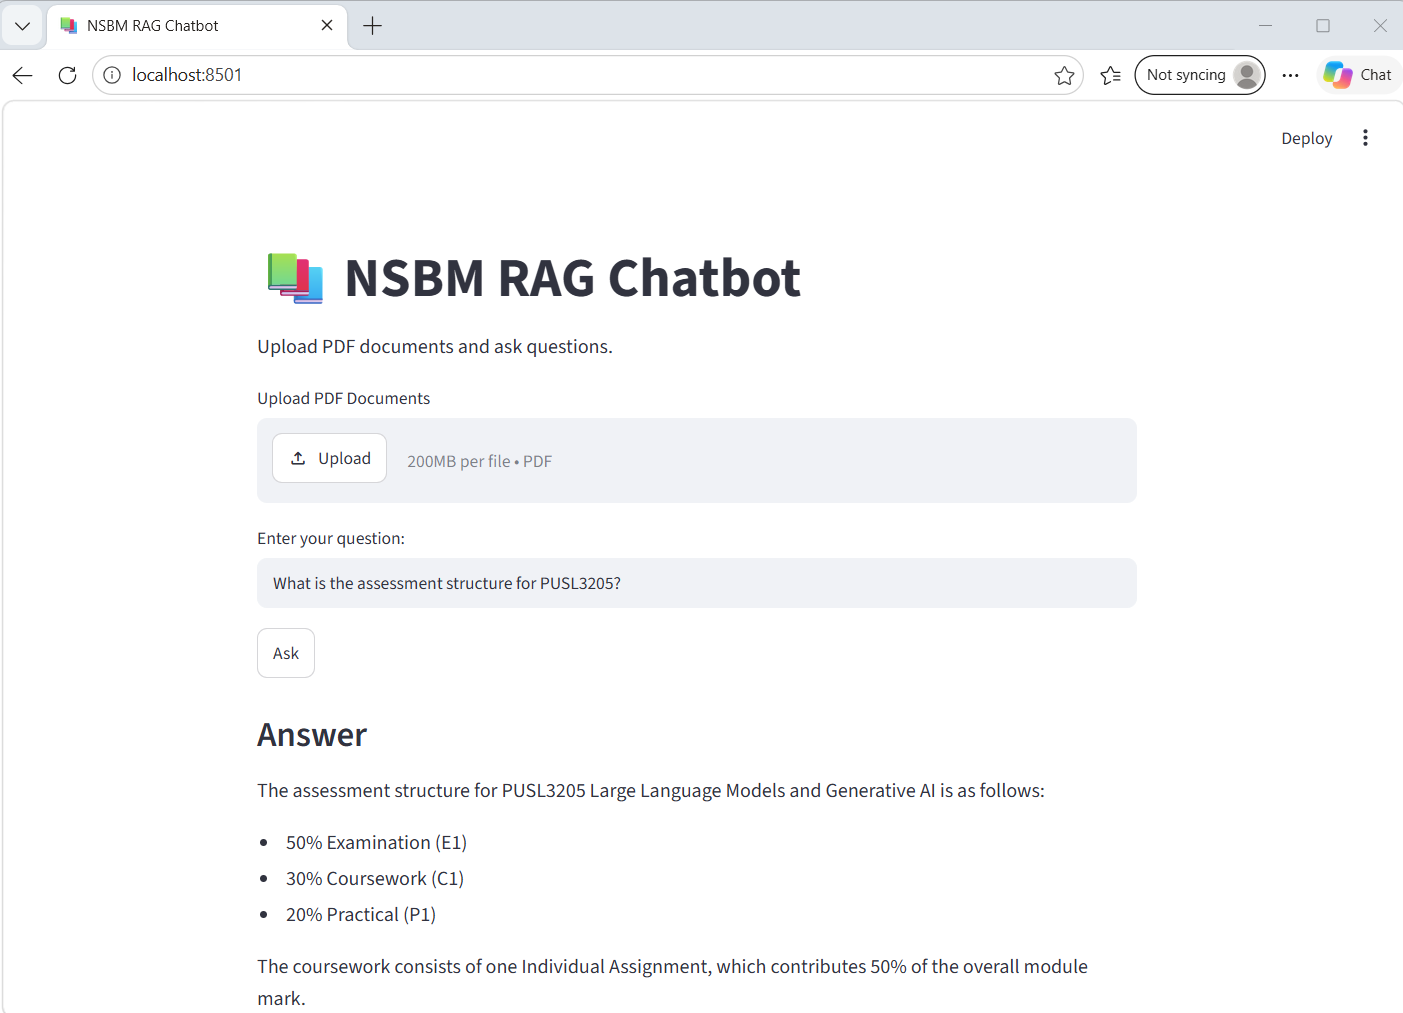 NSBM RAG Chatbot
localhost:8501
Not syncing
Chat
Deploy
NSBM RAG Chatbot
Upload PDF documents and ask questions.
Upload PDF Documents
Upload
200MB per file • PDF
Enter your question:
What is the assessment structure for PUSL3205?
Ask
Answer
The assessment structure for PUSL3205 Large Language Models and Generative AI is as follows:
• 50% Examination (E1)
• 30% Coursework (C1)
• 20% Practical (P1)
The coursework consists of one Individual Assignment, which contributes 50% of the overall module
mark.